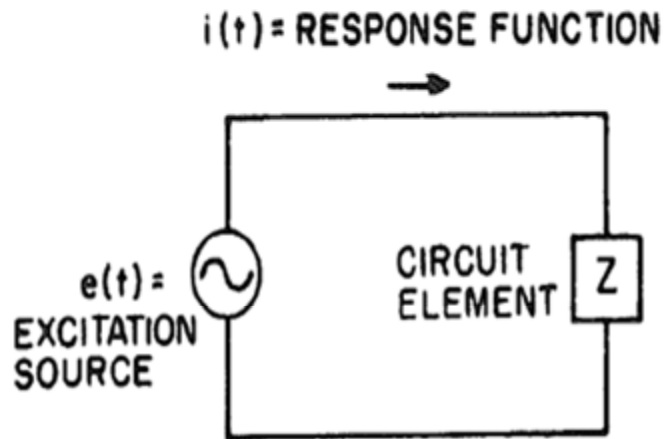 i(t) = RESPONSE FUNCTION
e(t) =
EXCITATION
SOURCE
CIRCUIT
ELEMENT
Z